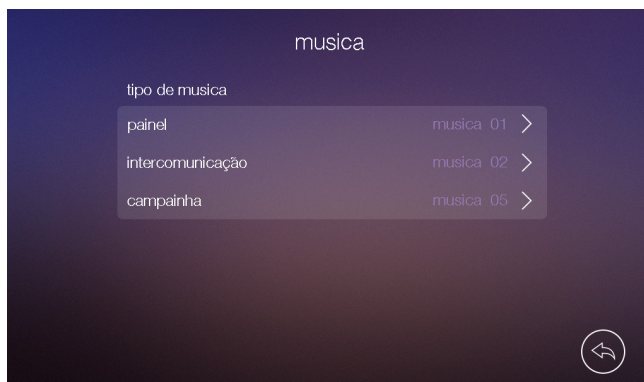 musica
tipo de musica
painel musica 01
intercomunicação musica 02
campainha musica 05